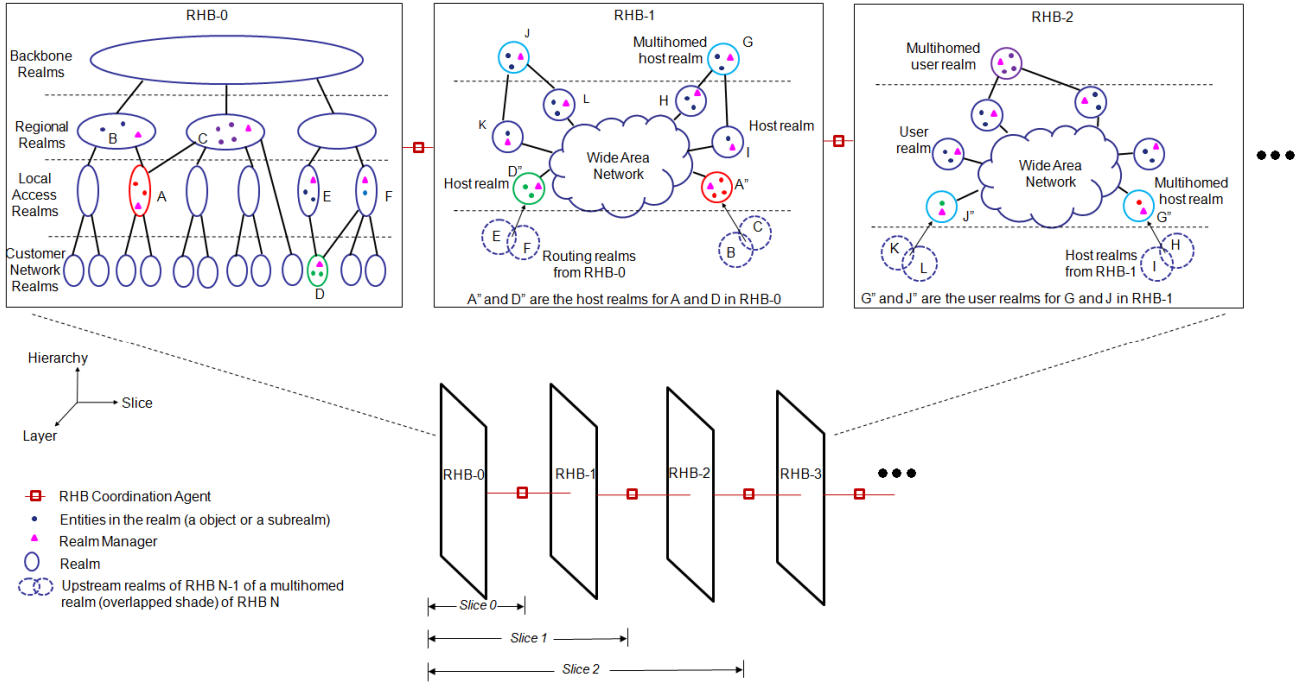 RHB-0
Backbone
Realms
Regional
Realms
B
C
Local
Access
Realms
A
E
F
Customer
Network
Realms
D
RHB-1
J
Multihomed
host realm
G
L
H
K
Host realm
Wide Area
Network
I
D"
Host realm
A"
E
F
C
B
Routing realms
from RHB-0
A" and D" are the host realms for A and D in RHB-0
RHB-2
Multihomed
user realm
User
realm
Wide Area
Network
Multihomed
host realm
J"
G"
K
L
H
I
Host realms
from RHB-1
G" and J" are the user realms for G and J in RHB-1
Hierarchy
Slice
Layer
RHB-0
RHB-1
RHB-2
RHB-3
RHB Coordination Agent
Entities in the realm (a object or a subrealm)
Realm Manager
Realm
Upstream realms of RHB N-1 of a multihomed
realm (overlapped shade) of RHB N
Slice 0
Slice 1
Slice 2